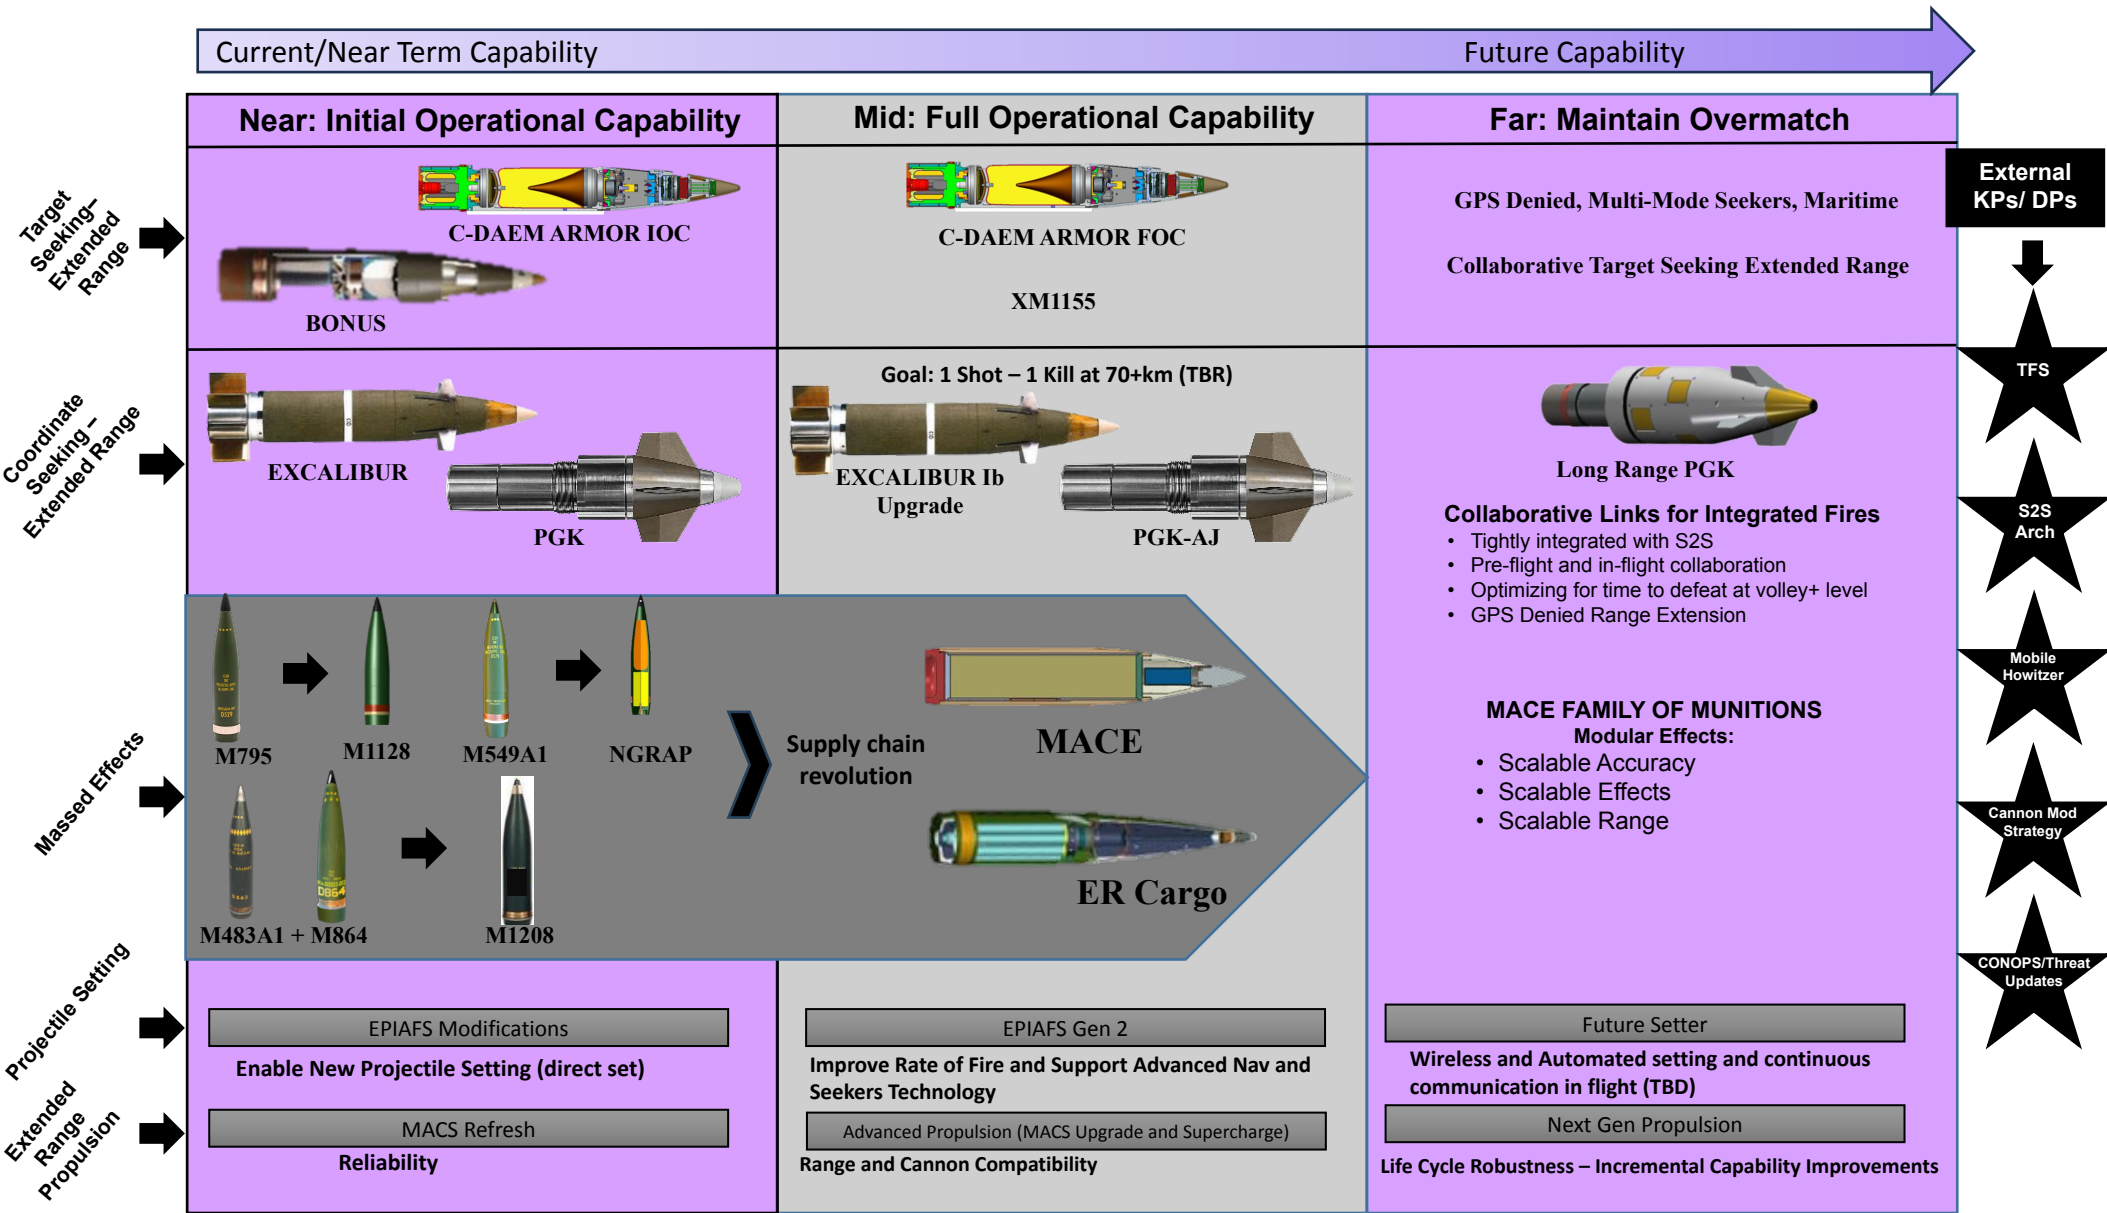 Current/Near Term Capability
Future Capability
Near: Initial Operational Capability
Mid: Full Operational Capability
Far: Maintain Overmatch
Target
Seeking–
Extended
Range
C-DAEM ARMOR IOC
BONUS
C-DAEM ARMOR FOC
XM1155
GPS Denied, Multi-Mode Seekers, Maritime
Collaborative Target Seeking Extended Range
External
KPs/ DPs
TFS
S2S
Arch
Mobile
Howitzer
Cannon Mod
Strategy
CONOPS/Threat
Updates
Coordinate
Seeking –
Extended Range
EXCALIBUR
PGK
Goal: 1 Shot – 1 Kill at 70+km (TBR)
EXCALIBUR Ib
Upgrade
PGK-AJ
Long Range PGK
Collaborative Links for Integrated Fires
• Tightly integrated with S2S
• Pre-flight and in-flight collaboration
• Optimizing for time to defeat at volley+ level
• GPS Denied Range Extension
Massed Effects
M795
M1128
M549A1
NGRAP
D529
D864
M483A1 + M864
M1208
Supply chain
revolution
MACE
ER Cargo
MACE FAMILY OF MUNITIONS
Modular Effects:
• Scalable Accuracy
• Scalable Effects
• Scalable Range
Projectile Setting
EPIAFS Modifications
Enable New Projectile Setting (direct set)
EPIAFS Gen 2
Improve Rate of Fire and Support Advanced Nav and
Seekers Technology
Future Setter
Wireless and Automated setting and continuous
communication in flight (TBD)
Extended
Range
Propulsion
MACS Refresh
Reliability
Advanced Propulsion (MACS Upgrade and Supercharge)
Range and Cannon Compatibility
Next Gen Propulsion
Life Cycle Robustness – Incremental Capability Improvements